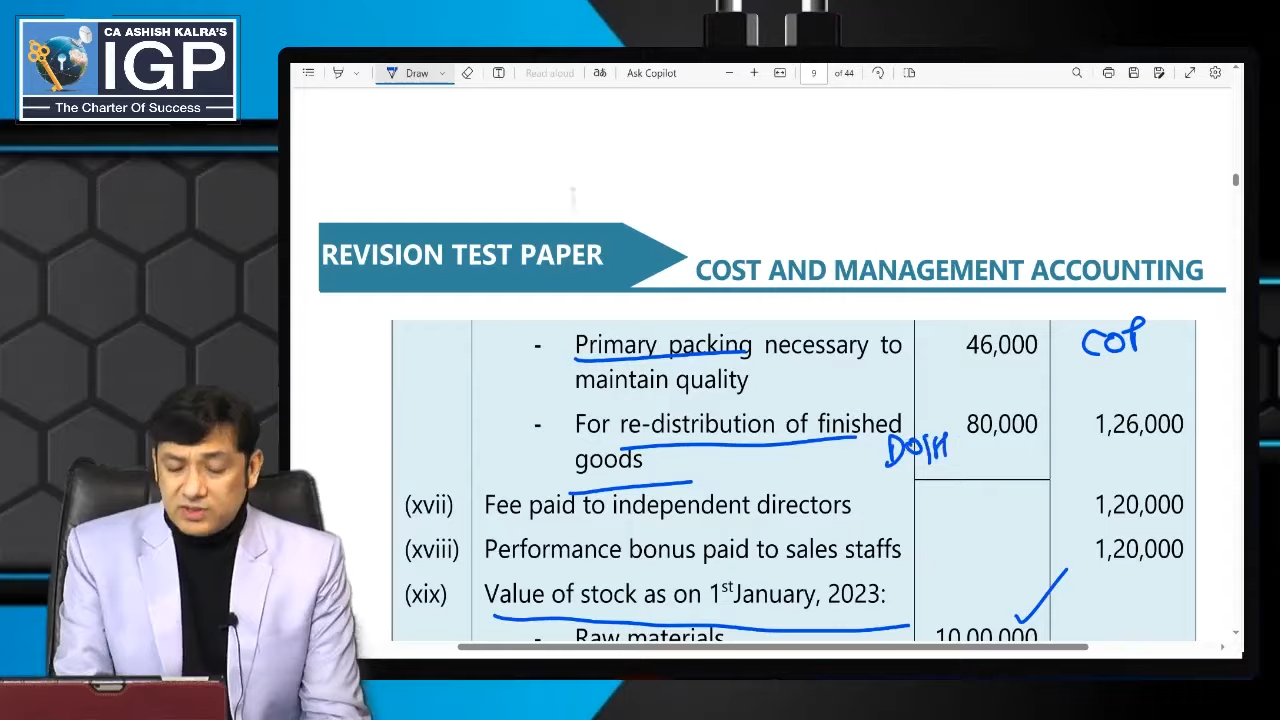 CA ASHISH KALRA'S
IGP
The Charter Of Success
Draw
Read aloud
Ask Copilot
9 of 44
REVISION TEST PAPER
COST AND MANAGEMENT ACCOUNTING
- Primary packing necessary to 46,000 COP
maintain quality
- For re-distribution of finished 80,000 1,26,000
goods DO/H
(xvii) Fee paid to independent directors 1,20,000
(xviii) Performance bonus paid to sales staffs 1,20,000
(xix) Value of stock as on 1st January, 2023:
- Raw materials 10,00,000